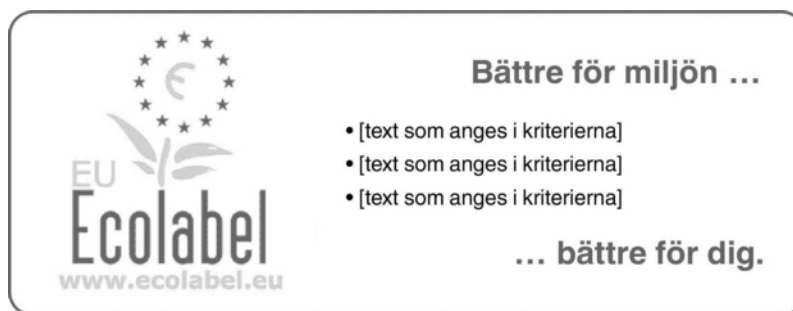 EU
Ecolabel
www.ecolabel.eu
Bättre för miljön ...
• [text som anges i kriterierna]
• [text som anges i kriterierna]
• [text som anges i kriterierna]
... bättre för dig.